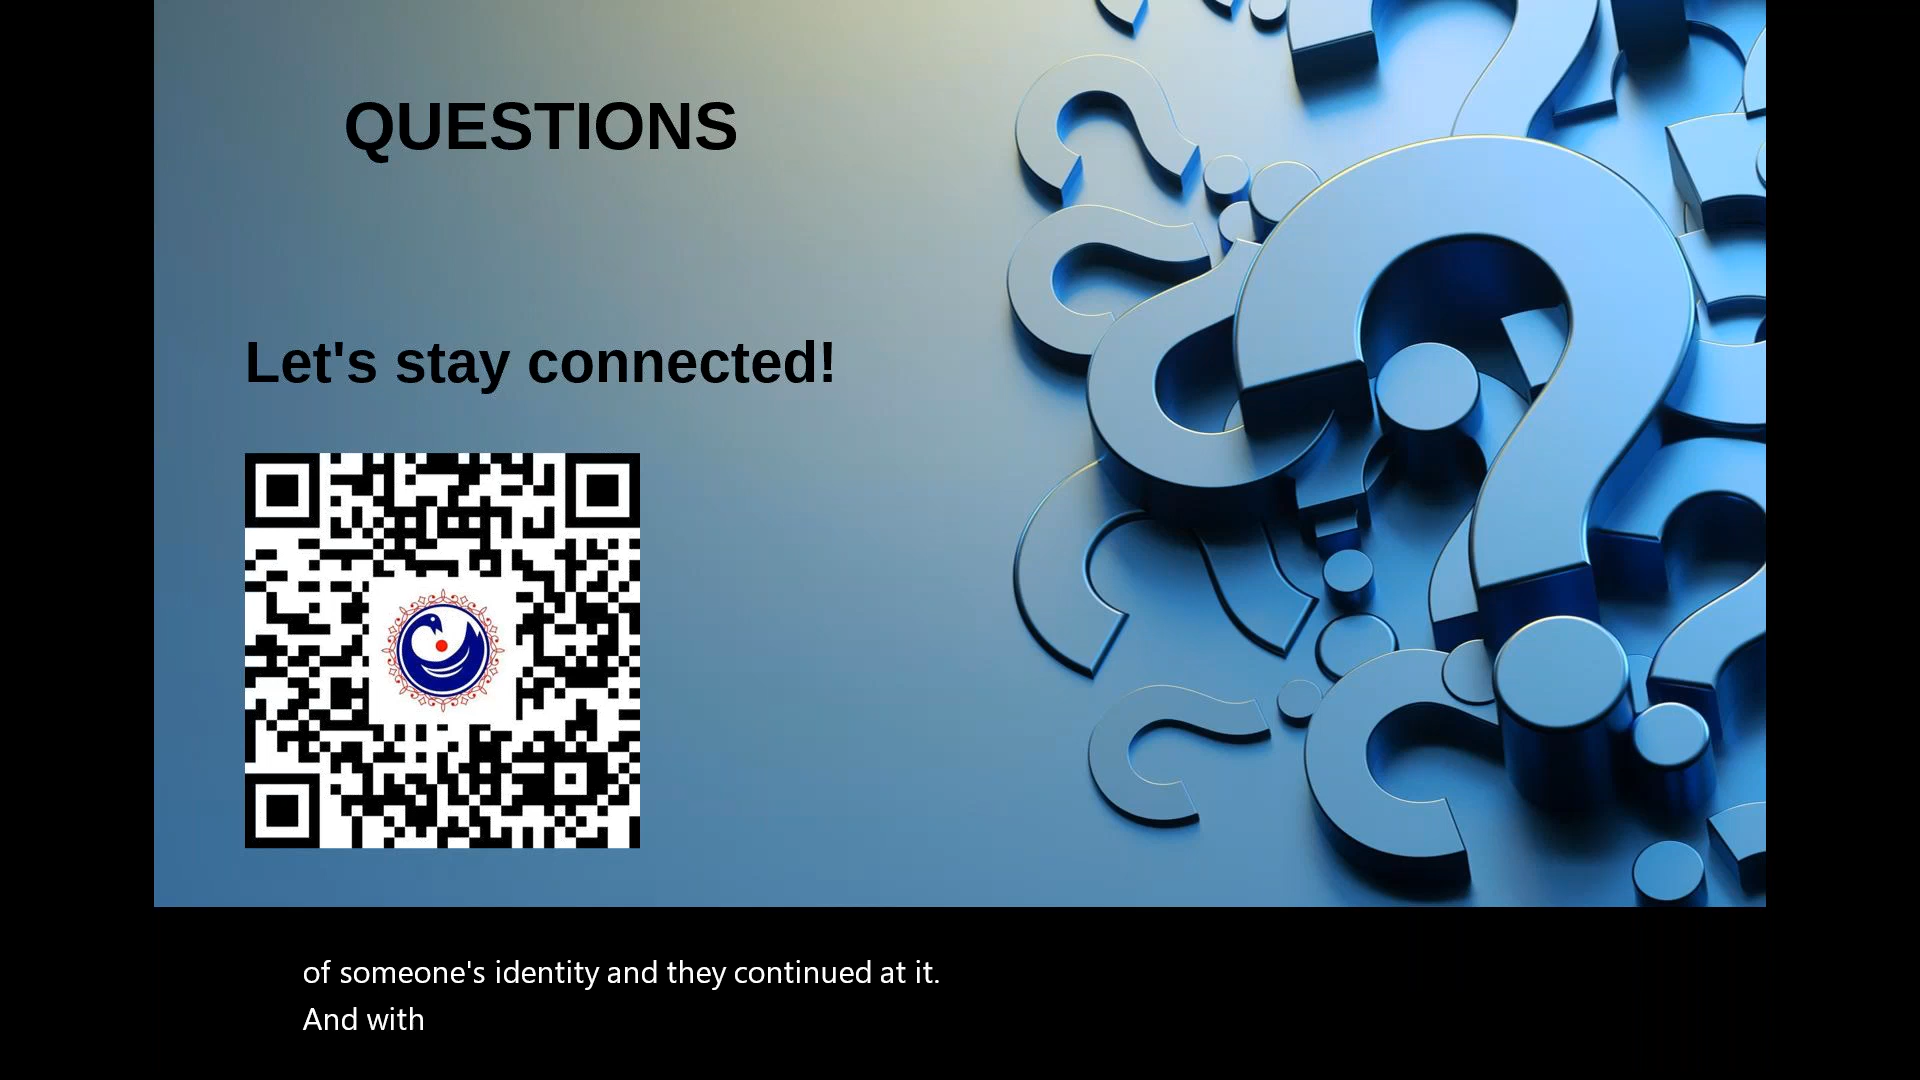 QUESTIONS
Let's stay connected!
of someone's identity and they continued at it.
And with